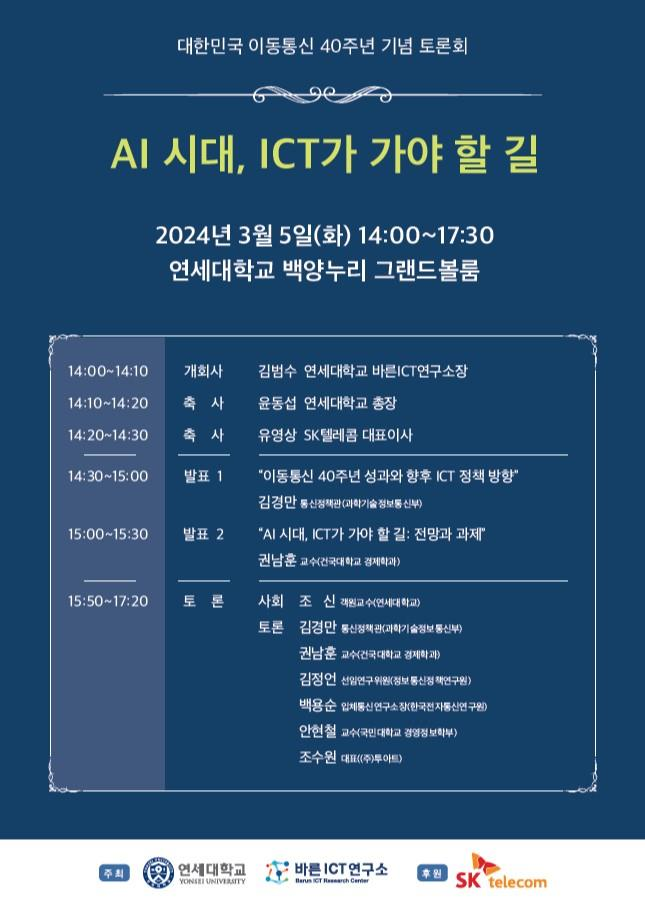 대한민국 이동통신 40주년 기념 토론회
AI 시대, ICT가 가야 할 길
2024년 3월 5일(화) 14:00~17:30
연세대학교 백양누리 그랜드볼룸
14:00~14:10 개회사 김범수 연세대학교 바른ICT연구소장
14:10~14:20 축 사 윤동섭 연세대학교 총장
14:20~14:30 축 사 유영상 SK텔레콤 대표이사
14:30~15:00 발표 1 “이동통신 40주년 성과와 향후 ICT 정책 방향”
김경만 통신정책관(과학기술정보통신부)
15:00~15:30 발표 2 “AI 시대, ICT가 가야 할 길: 전망과 과제”
권남훈 교수(건국대학교 경제학과)
15:50~17:20 토 론 사회 조 신 객원교수(연세대학교)
토론 김경만 통신정책관(과학기술정보통신부)
권남훈 교수(건국대학교 경제학과)
김정언 선임연구위원(정보통신정책연구원)
백용순 입체통신연구소장(한국전자통신연구원)
안현철 교수(국민대학교 경영정보학부)
조수원 대표((주)투아트)
주최 연세대학교 YONSEI UNIVERSITY 바른ICT연구소 Barun ICT Research Center 후원 SK telecom